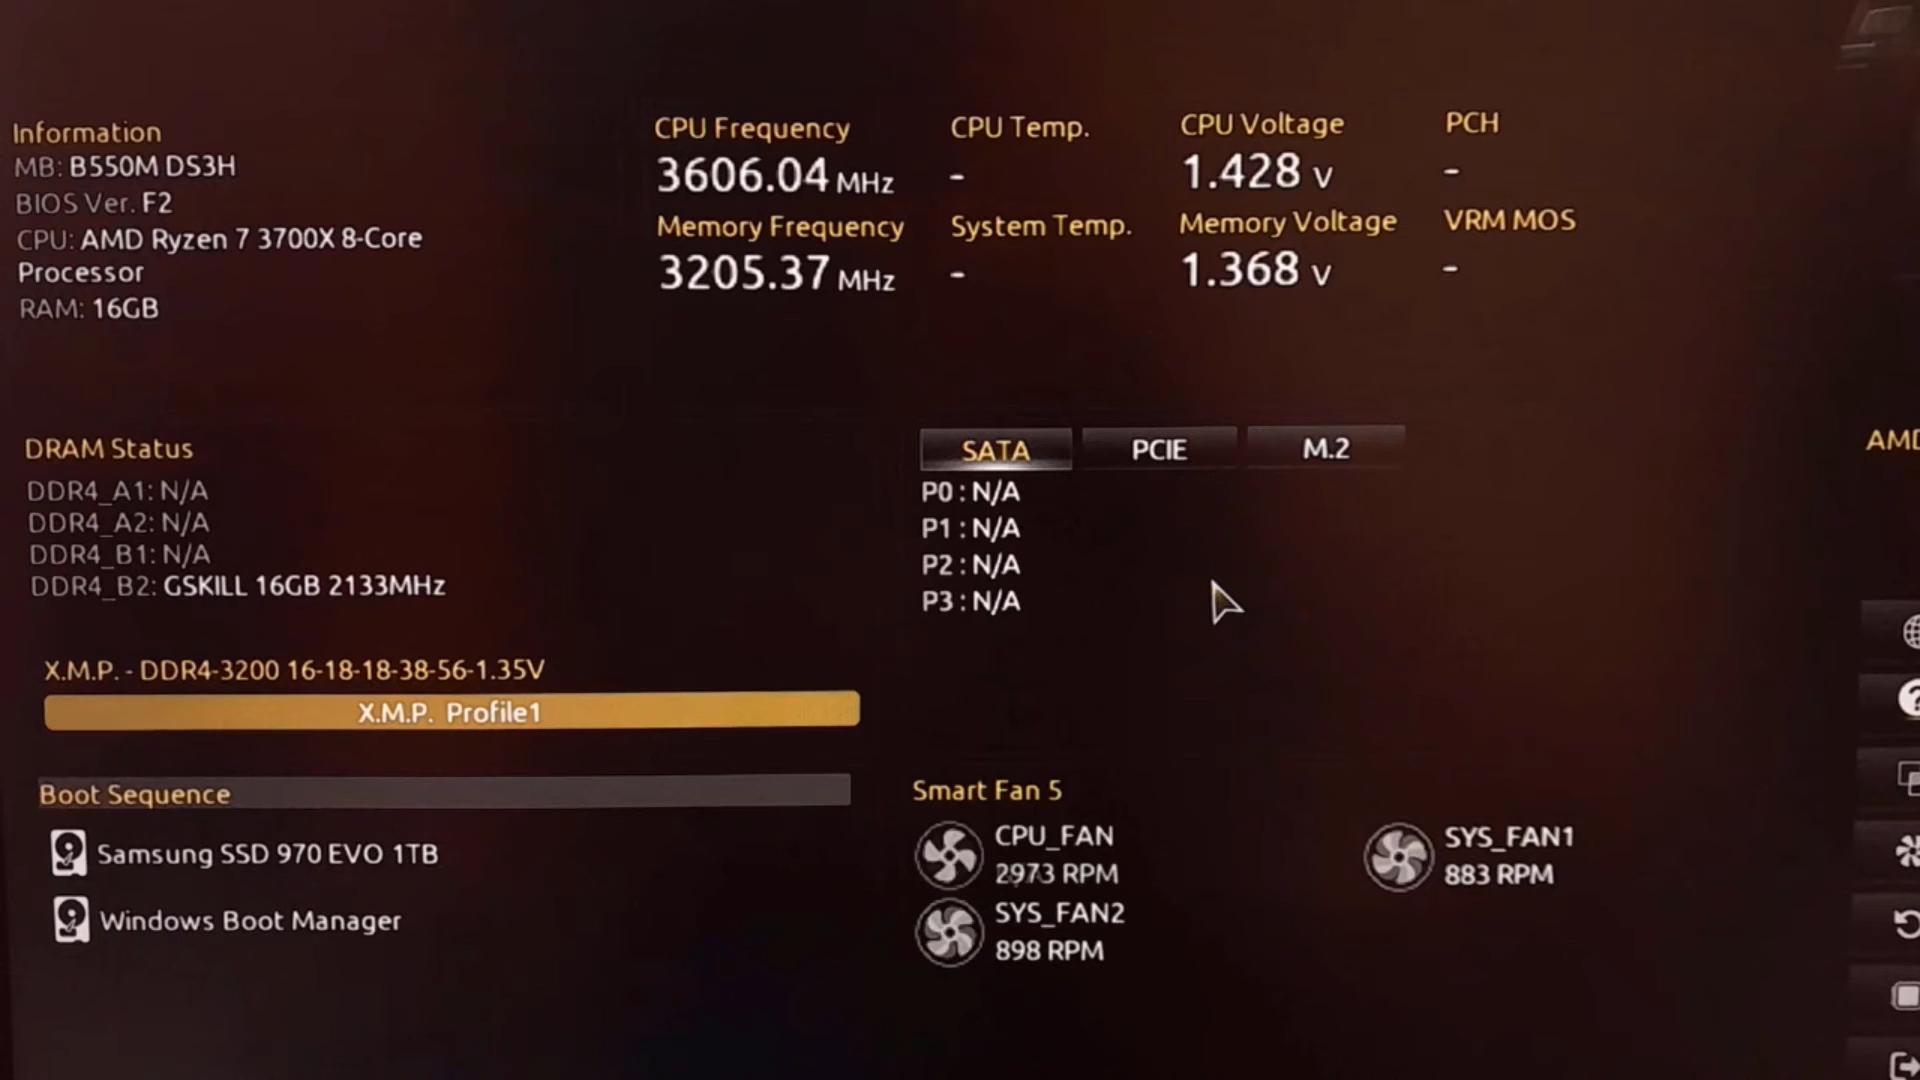 Information
MB: B550M DS3H
BIOS Ver. F2
CPU: AMD Ryzen 7 3700X 8-Core
Processor
RAM: 16GB
CPU Frequency
3606.04 MHz
Memory Frequency
3205.37 MHz
CPU Temp.
-
System Temp.
-
CPU Voltage
1.428 V
Memory Voltage
1.368 V
PCH
-
VRM MOS
-
DRAM Status
DDR4_A1: N/A
DDR4_A2: N/A
DDR4_B1: N/A
DDR4_B2: GSKILL 16GB 2133MHz
X.M.P. - DDR4-3200 16-18-18-38-56-1.35V
X.M.P. Profile1
SATA PCIE M.2
P0 : N/A
P1 : N/A
P2 : N/A
P3 : N/A
AMD
Boot Sequence
Samsung SSD 970 EVO 1TB
Windows Boot Manager
Smart Fan 5
CPU_FAN
2973 RPM
SYS_FAN1
883 RPM
SYS_FAN2
898 RPM